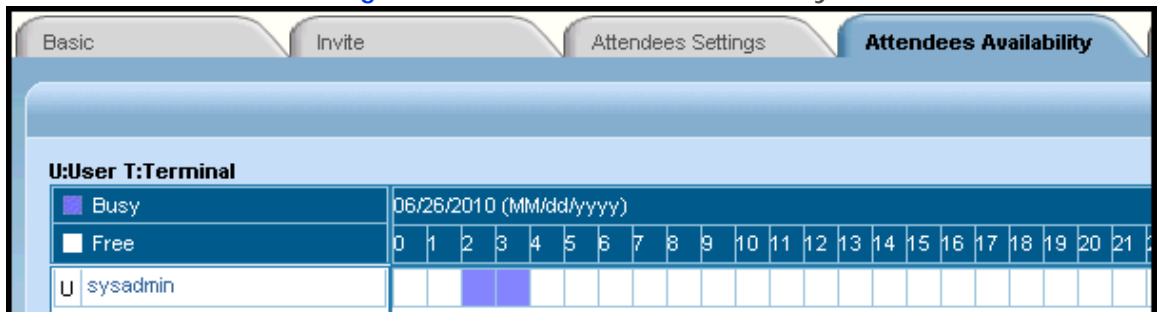 Basic Invite Attendees Settings Attendees Availability
U:User T:Terminal
Busy 06/26/2010 (MM/dd/yyyy)
Free 0 1 2 3 4 5 6 7 8 9 10 11 12 13 14 15 16 17 18 19 20 21
U sysadmin